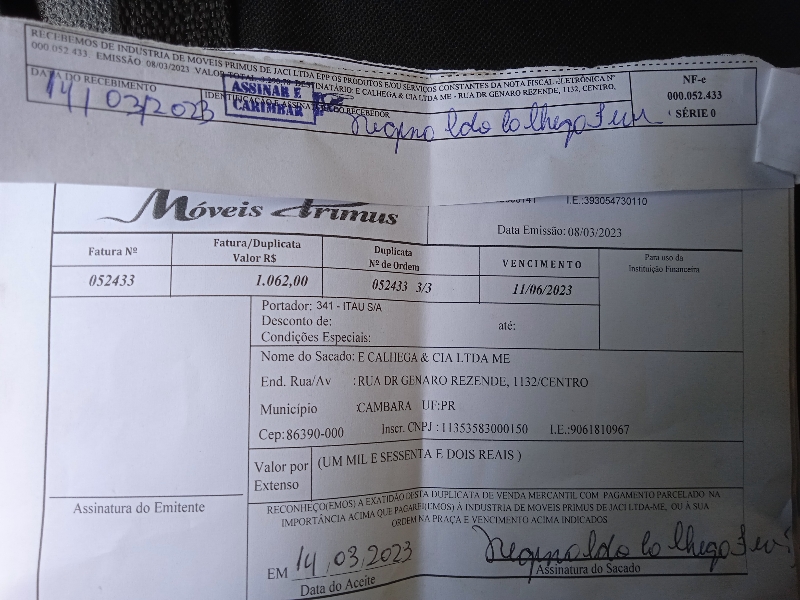 RECEBEMOS DE INDUSTRIA DE MOVEIS PRIMUS DE JACI LTDA EPP OS PRODUTOS E/OU SERVIÇOS CONSTANTES DA NOTA FISCAL ELETRÔNICA Nº
000.052.433 EMISSÃO 08/03/2023 VALOR TOTAL DESTINATÁRIO: E CALHEGA & CIA LTDA ME - RUA DR GENARO REZENDE, 1132, CENTRO,
NF-e
000.052.433
SÉRIE 0
DATA DO RECEBIMENTO
14/03/2023
ASSINAR E
CARIMBAR
Reginaldo
Móveis Primus
I.E.:393054730110
Data Emissão: 08/03/2023
Fatura Nº
Fatura/Duplicata
Valor R$
Duplicata
Nº de Ordem
VENCIMENTO
Para uso da
Instituição Financeira
052433
1.062,00
052433 3/3
11/06/2023
Portador: 341 - ITAU S/A
Desconto de: até:
Condições Especiais:
Nome do Sacado: E CALHEGA & CIA LTDA ME
End. Rua/Av :RUA DR GENARO REZENDE, 1132/CENTRO
Município :CAMBARA UF:PR
Cep:86390-000 Inscr. CNPJ : 11353583000150 I.E.:9061810967
Valor por
Extenso
(UM MIL E SESSENTA E DOIS REAIS )
RECONHEÇO(EMOS) A EXATIDÃO DESTA DUPLICATA DE VENDA MERCANTIL COM PAGAMENTO PARCELADO NA
IMPORTÂNCIA ACIMA QUE PAGAREI(EMOS) À INDUSTRIA DE MOVEIS PRIMUS DE JACI LTDA-ME, OU À SUA
ORDEM NA PRAÇA E VENCIMENTO ACIMA INDICADOS
Assinatura do Emitente
EM 14/03/2023
Data do Aceite
Reginaldo
Assinatura do Sacado